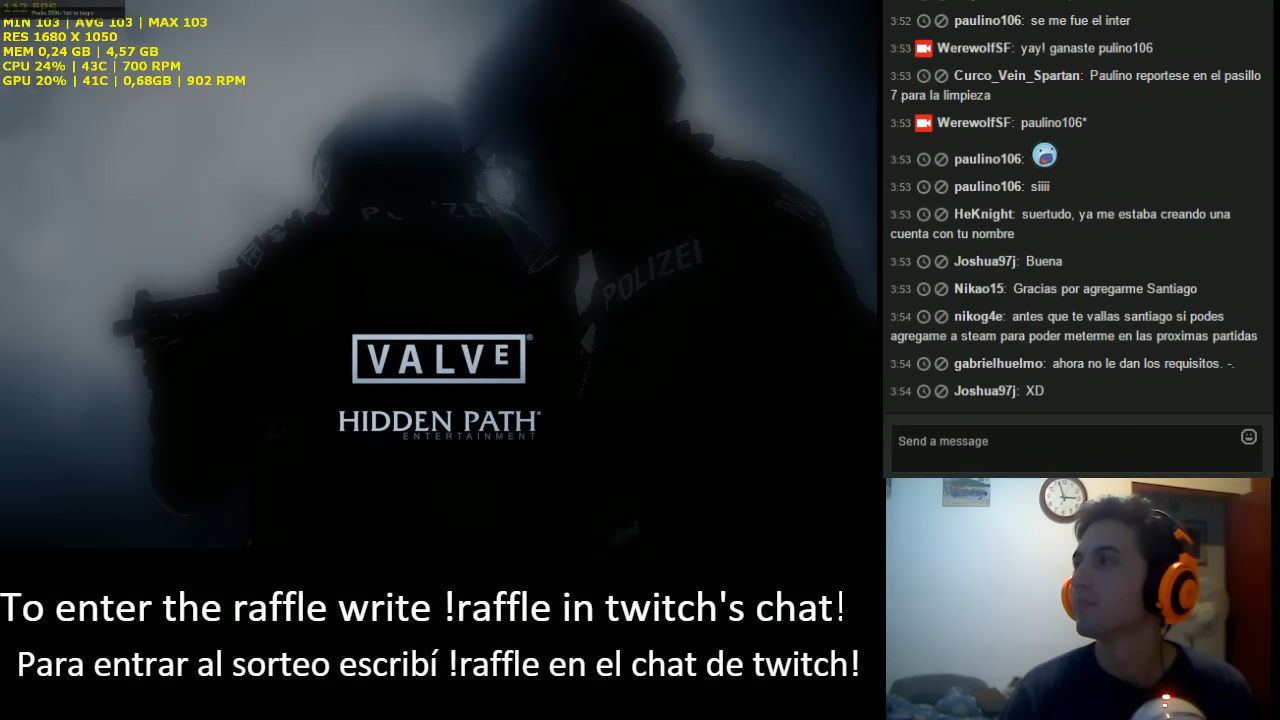 112 FPS
MIN 103 | AVG 103 | MAX 103
RES 1680 X 1050
MEM 0,24 GB | 4,57 GB
CPU 24% | 43C | 700 RPM
GPU 20% | 41C | 0,68GB | 902 RPM
POLIZEI
VALVE®
HIDDEN PATH®
ENTERTAINMENT
To enter the raffle write !raffle in twitch's chat!
Para entrar al sorteo escribí !raffle en el chat de twitch!
3:52 paulino106: se me fue el inter
3:53 WerewolfSF: yay! ganaste pulino106
3:53 Curco_Vein_Spartan: Paulino reportese en el pasillo
7 para la limpieza
3:53 WerewolfSF: paulino106*
3:53 paulino106:
3:53 paulino106: siiii
3:53 HeKnight: suertudo, ya me estaba creando una
cuenta con tu nombre
3:53 Joshua97j: Buena
3:53 Nikao15: Gracias por agregarme Santiago
3:54 nikog4e: antes que te vallas santiago si podes
agregame a steam para poder meterme en las proximas partidas
3:54 gabrielhuelmo: ahora no le dan los requisitos. -.
3:54 Joshua97j: XD
Send a message